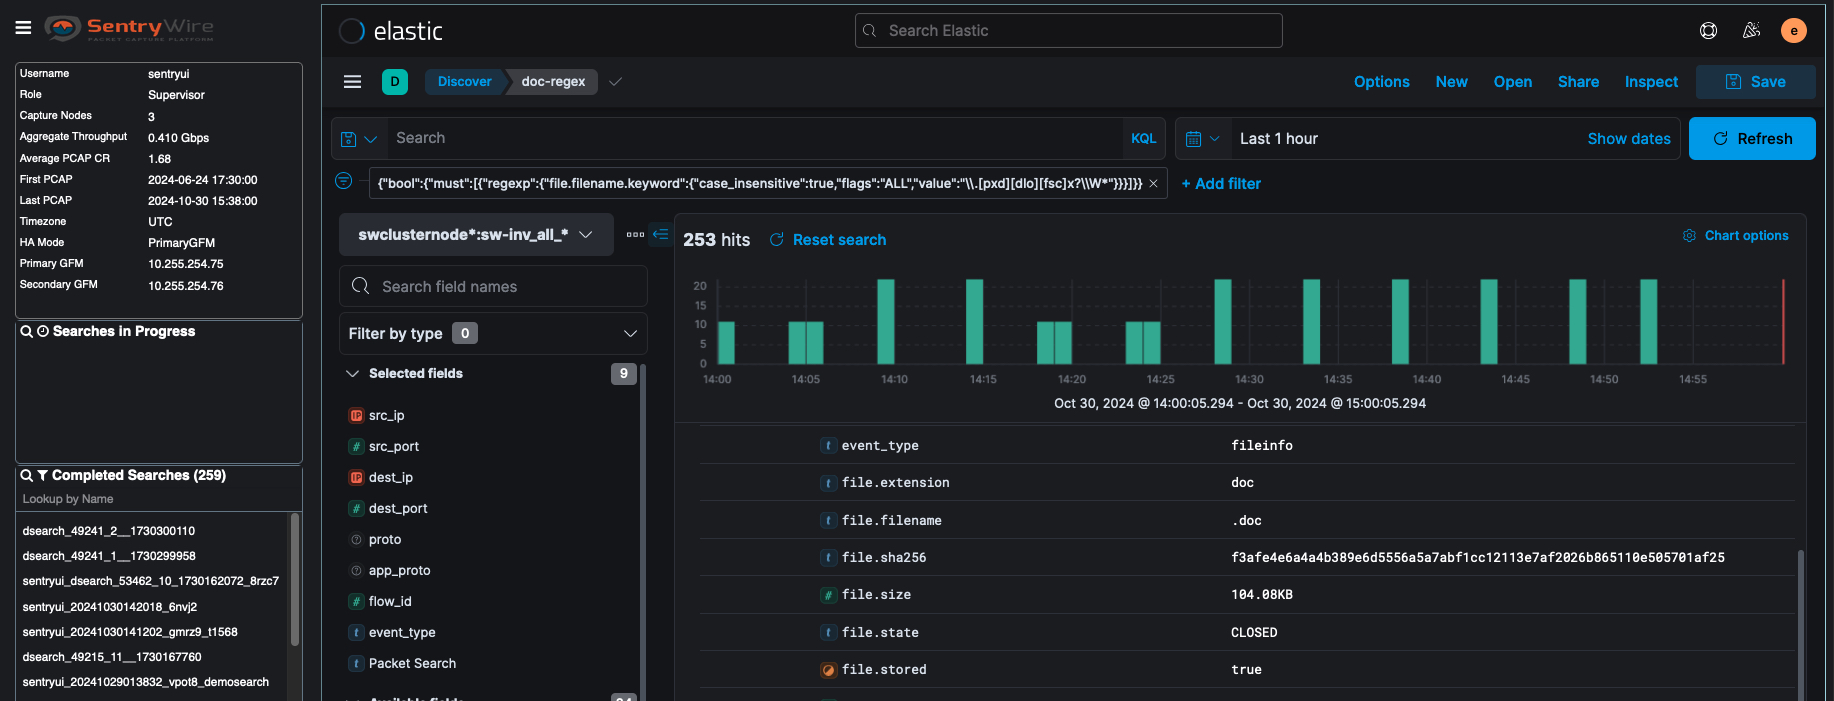 SentryWire
PACKET CAPTURE PLATFORM
Username sentryui
Role Supervisor
Capture Nodes 3
Aggregate Throughput 0.410 Gbps
Average PCAP CR 1.68
First PCAP 2024-06-24 17:30:00
Last PCAP 2024-10-30 15:38:00
Timezone UTC
HA Mode PrimaryGFM
Primary GFM 10.255.254.75
Secondary GFM 10.255.254.76
Searches in Progress
Completed Searches (259)
Lookup by Name
dsearch_49241_2__1730300110
dsearch_49241_1__1730299958
sentryui_dsearch_53462_10_1730162072_8rzc7
sentryui_20241030142018_6nvj2
sentryui_20241030141202_gmrz9_t1568
dsearch_49215_11__1730167760
sentryui_20241029013832_vpot8_demosearch
elastic
Search Elastic
e
D
Discover
doc-regex
Options
New
Open
Share
Inspect
Save
Search
KQL
Last 1 hour
Show dates
Refresh
{"bool":{"must":[{"regexp":{"file.filename.keyword":{"case_insensitive":true,"flags":"ALL","value":"\\.[pxd][dlo][fsc]x?\\W*"}}}]}} ×
+ Add filter
swclusternode*:sw-inv_all_*
Search field names
Filter by type 0
Selected fields 9
IP src_ip
# src_port
IP dest_ip
# dest_port
? proto
? app_proto
# flow_id
t event_type
t Packet Search
Available fields
253 hits
Reset search
Chart options
20
15
10
5
0
14:00 14:05 14:10 14:15 14:20 14:25 14:30 14:35 14:40 14:45 14:50 14:55
Oct 30, 2024 @ 14:00:05.294 - Oct 30, 2024 @ 15:00:05.294
t event_type fileinfo
t file.extension doc
t file.filename .doc
t file.sha256 f3afe4e6a4a4b389e6d5556a5a7abf1cc12113e7af2026b865110e505701af25
# file.size 104.08KB
t file.state CLOSED
file.stored true